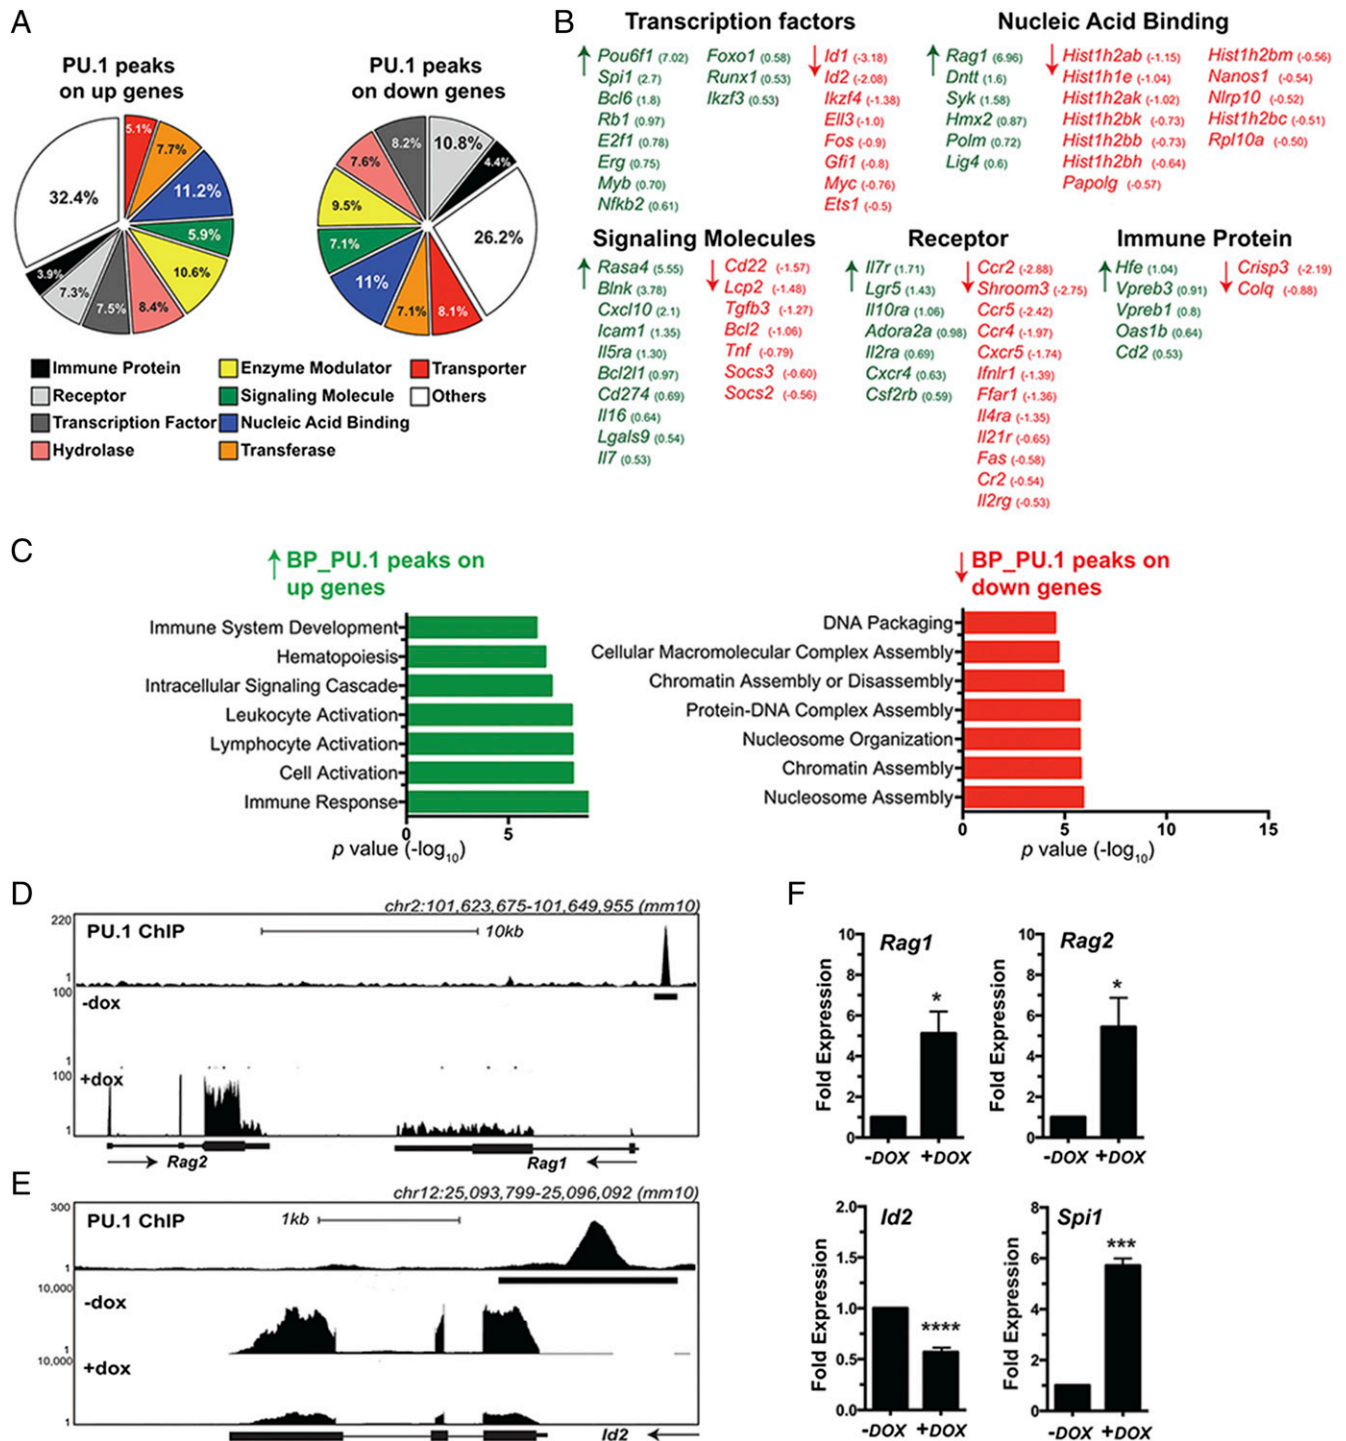 A
PU.1 peaks
on up genes
PU.1 peaks
on down genes
5.1%
7.7%
11.2%
5.9%
10.6%
8.4%
7.5%
7.3%
3.9%
32.4%
10.8%
4.4%
26.2%
8.1%
7.1%
11%
7.1%
9.5%
7.6%
8.2%
Immune Protein
Enzyme Modulator
Transporter
Receptor
Signaling Molecule
Others
Transcription Factor
Nucleic Acid Binding
Hydrolase
Transferase
B
Transcription factors
Pou6f1 (7.02)
Spi1 (2.7)
Bcl6 (1.8)
Rb1 (0.97)
E2f1 (0.78)
Erg (0.75)
Myb (0.70)
Nfkb2 (0.61)
Foxo1 (0.58)
Runx1 (0.53)
Ikzf3 (0.53)
Id1 (-3.18)
Id2 (-2.08)
Ikzf4 (-1.38)
Ell3 (-1.0)
Fos (-0.9)
Gfi1 (-0.8)
Myc (-0.76)
Ets1 (-0.5)
Nucleic Acid Binding
Rag1 (6.96)
Dntt (1.6)
Syk (1.58)
Hmx2 (0.87)
Polm (0.72)
Lig4 (0.6)
Hist1h2ab (-1.15)
Hist1h1e (-1.04)
Hist1h2ak (-1.02)
Hist1h2bk (-0.73)
Hist1h2bb (-0.73)
Hist1h2bh (-0.64)
Papolg (-0.57)
Hist1h2bm (-0.56)
Nanos1 (-0.54)
Nlrp10 (-0.52)
Hist1h2bc (-0.51)
Rpl10a (-0.50)
Signaling Molecules
Rasa4 (5.55)
Blnk (3.78)
Cxcl10 (2.1)
Icam1 (1.35)
Il5ra (1.30)
Bcl2l1 (0.97)
Cd274 (0.69)
Il16 (0.64)
Lgals9 (0.54)
Il7 (0.53)
Cd22 (-1.57)
Lcp2 (-1.48)
Tgfb3 (-1.27)
Bcl2 (-1.06)
Tnf (-0.79)
Socs3 (-0.60)
Socs2 (-0.56)
Receptor
Il7r (1.71)
Lgr5 (1.43)
Il10ra (1.06)
Adora2a (0.98)
Il2ra (0.69)
Cxcr4 (0.63)
Csf2rb (0.59)
Ccr2 (-2.88)
Shroom3 (-2.75)
Ccr5 (-2.42)
Ccr4 (-1.97)
Cxcr5 (-1.74)
Ifnlr1 (-1.39)
Ffar1 (-1.36)
Il4ra (-1.35)
Il21r (-0.65)
Fas (-0.58)
Cr2 (-0.54)
Il2rg (-0.53)
Immune Protein
Hfe (1.04)
Vpreb3 (0.91)
Vpreb1 (0.8)
Oas1b (0.64)
Cd2 (0.53)
Crisp3 (-2.19)
Colq (-0.88)
C
BP_PU.1 peaks on
up genes
Immune System Development
Hematopoiesis
Intracellular Signaling Cascade
Leukocyte Activation
Lymphocyte Activation
Cell Activation
Immune Response
0 5
p value (-log10)
BP_PU.1 peaks on
down genes
DNA Packaging
Cellular Macromolecular Complex Assembly
Chromatin Assembly or Disassembly
Protein-DNA Complex Assembly
Nucleosome Organization
Chromatin Assembly
Nucleosome Assembly
0 5 10 15
p value (-log10)
D
chr2:101,623,675-101,649,955 (mm10)
220
PU.1 ChIP
10kb
1
100
-dox
1
100
+dox
1
Rag2
Rag1
E
chr12:25,093,799-25,096,092 (mm10)
300
PU.1 ChIP
1kb
1
10,000
-dox
1
10,000
+dox
1
Id2
F
Rag1
Fold Expression
10
8
6
4
2
0
*
-DOX +DOX
Rag2
Fold Expression
10
8
6
4
2
0
*
-DOX +DOX
Id2
Fold Expression
2.0
1.5
1.0
0.5
0.0
****
-DOX +DOX
Spi1
Fold Expression
8
6
4
2
0
***
-DOX +DOX